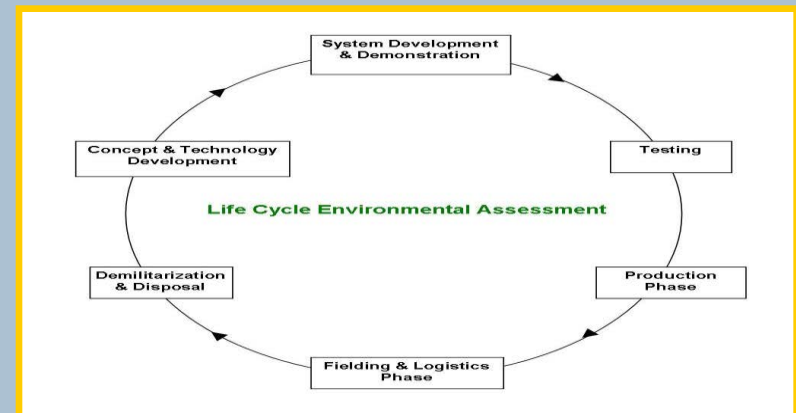 System Development
& Demonstration
Concept & Technology
Development
Testing
Life Cycle Environmental Assessment
Demilitarization
& Disposal
Production
Phase
Fielding & Logistics
Phase